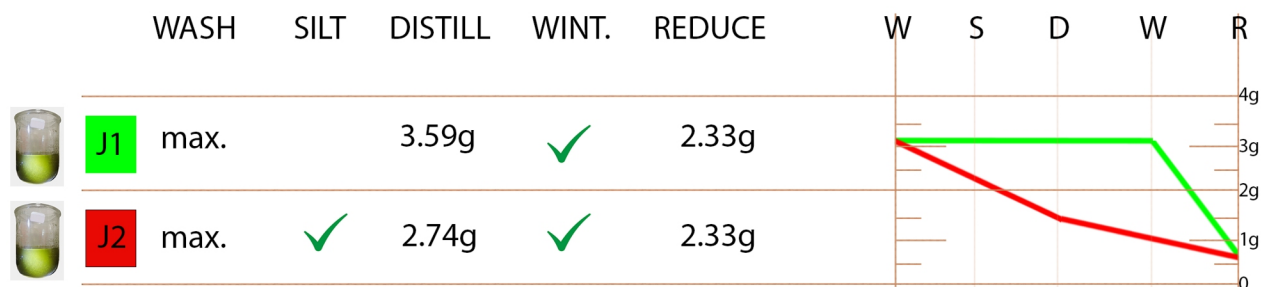 WASH SILT DISTILL WINT. REDUCE W S D W R
4g
J1 max. 3.59g 2.33g
3g
2g
J2 max. 2.74g 2.33g
1g
0